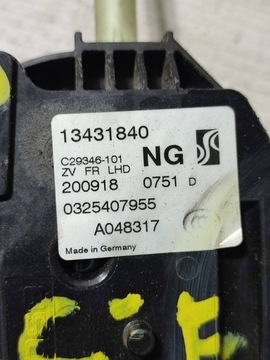 13431840
C29346-101
ZV FR LHD
NG
200918 0751 D
0325407955
A048317
Made in Germany